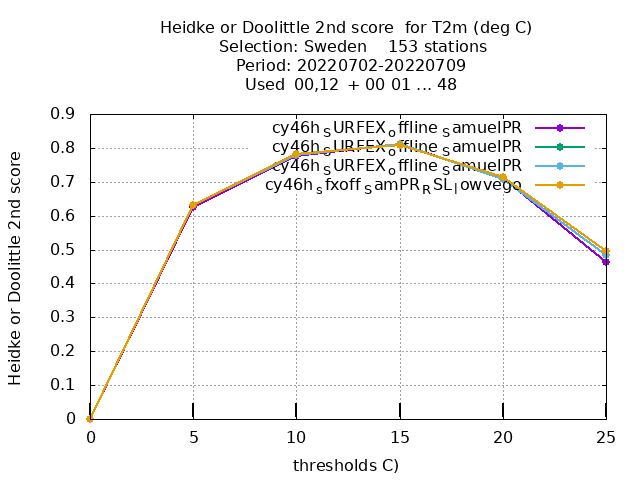 Heidke or Doolittle 2nd score  for T2m (deg C)
Selection: Sweden    153 stations
Period: 20220702-20220709
Used  00,12  + 00 01 ... 48
Heidke or Doolittle 2nd score
0.9
0.8
0.7
0.6
0.5
0.4
0.3
0.2
0.1
0
cy46h_SURFEX_offline_SamuelPR
cy46h_SURFEX_offline_SamuelPR
cy46h_SURFEX_offline_SamuelPR
cy46h_sfxoff_samPR_RSL_lowvego
0 5 10 15 20 25
thresholds C)